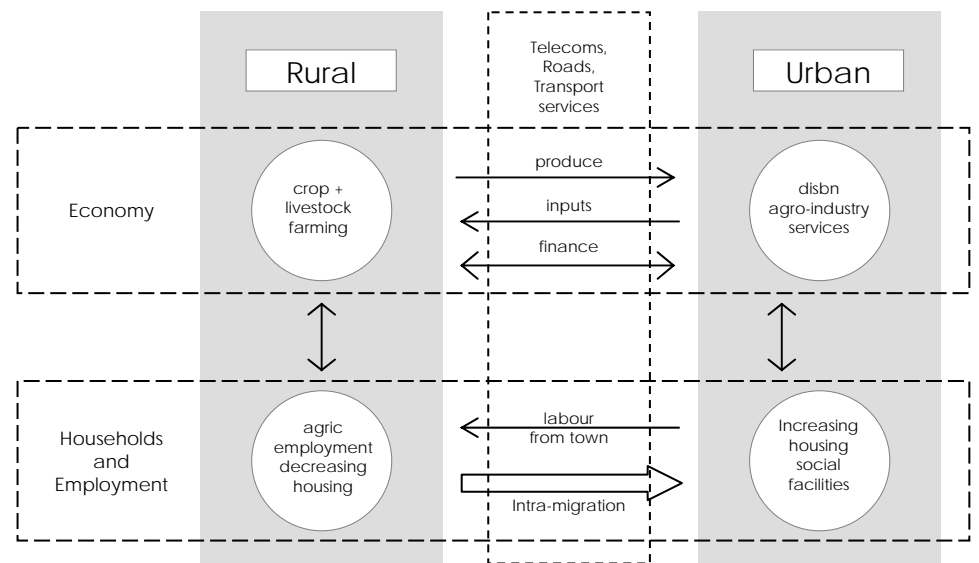 Rural
Telecoms,
Roads,
Transport
services
Urban
Economy
crop +
livestock
farming
produce
inputs
finance
disbn
agro-industry
services
Households
and
Employment
agric
employment
decreasing
housing
labour
from town
Intra-migration
Increasing
housing
social
facilities